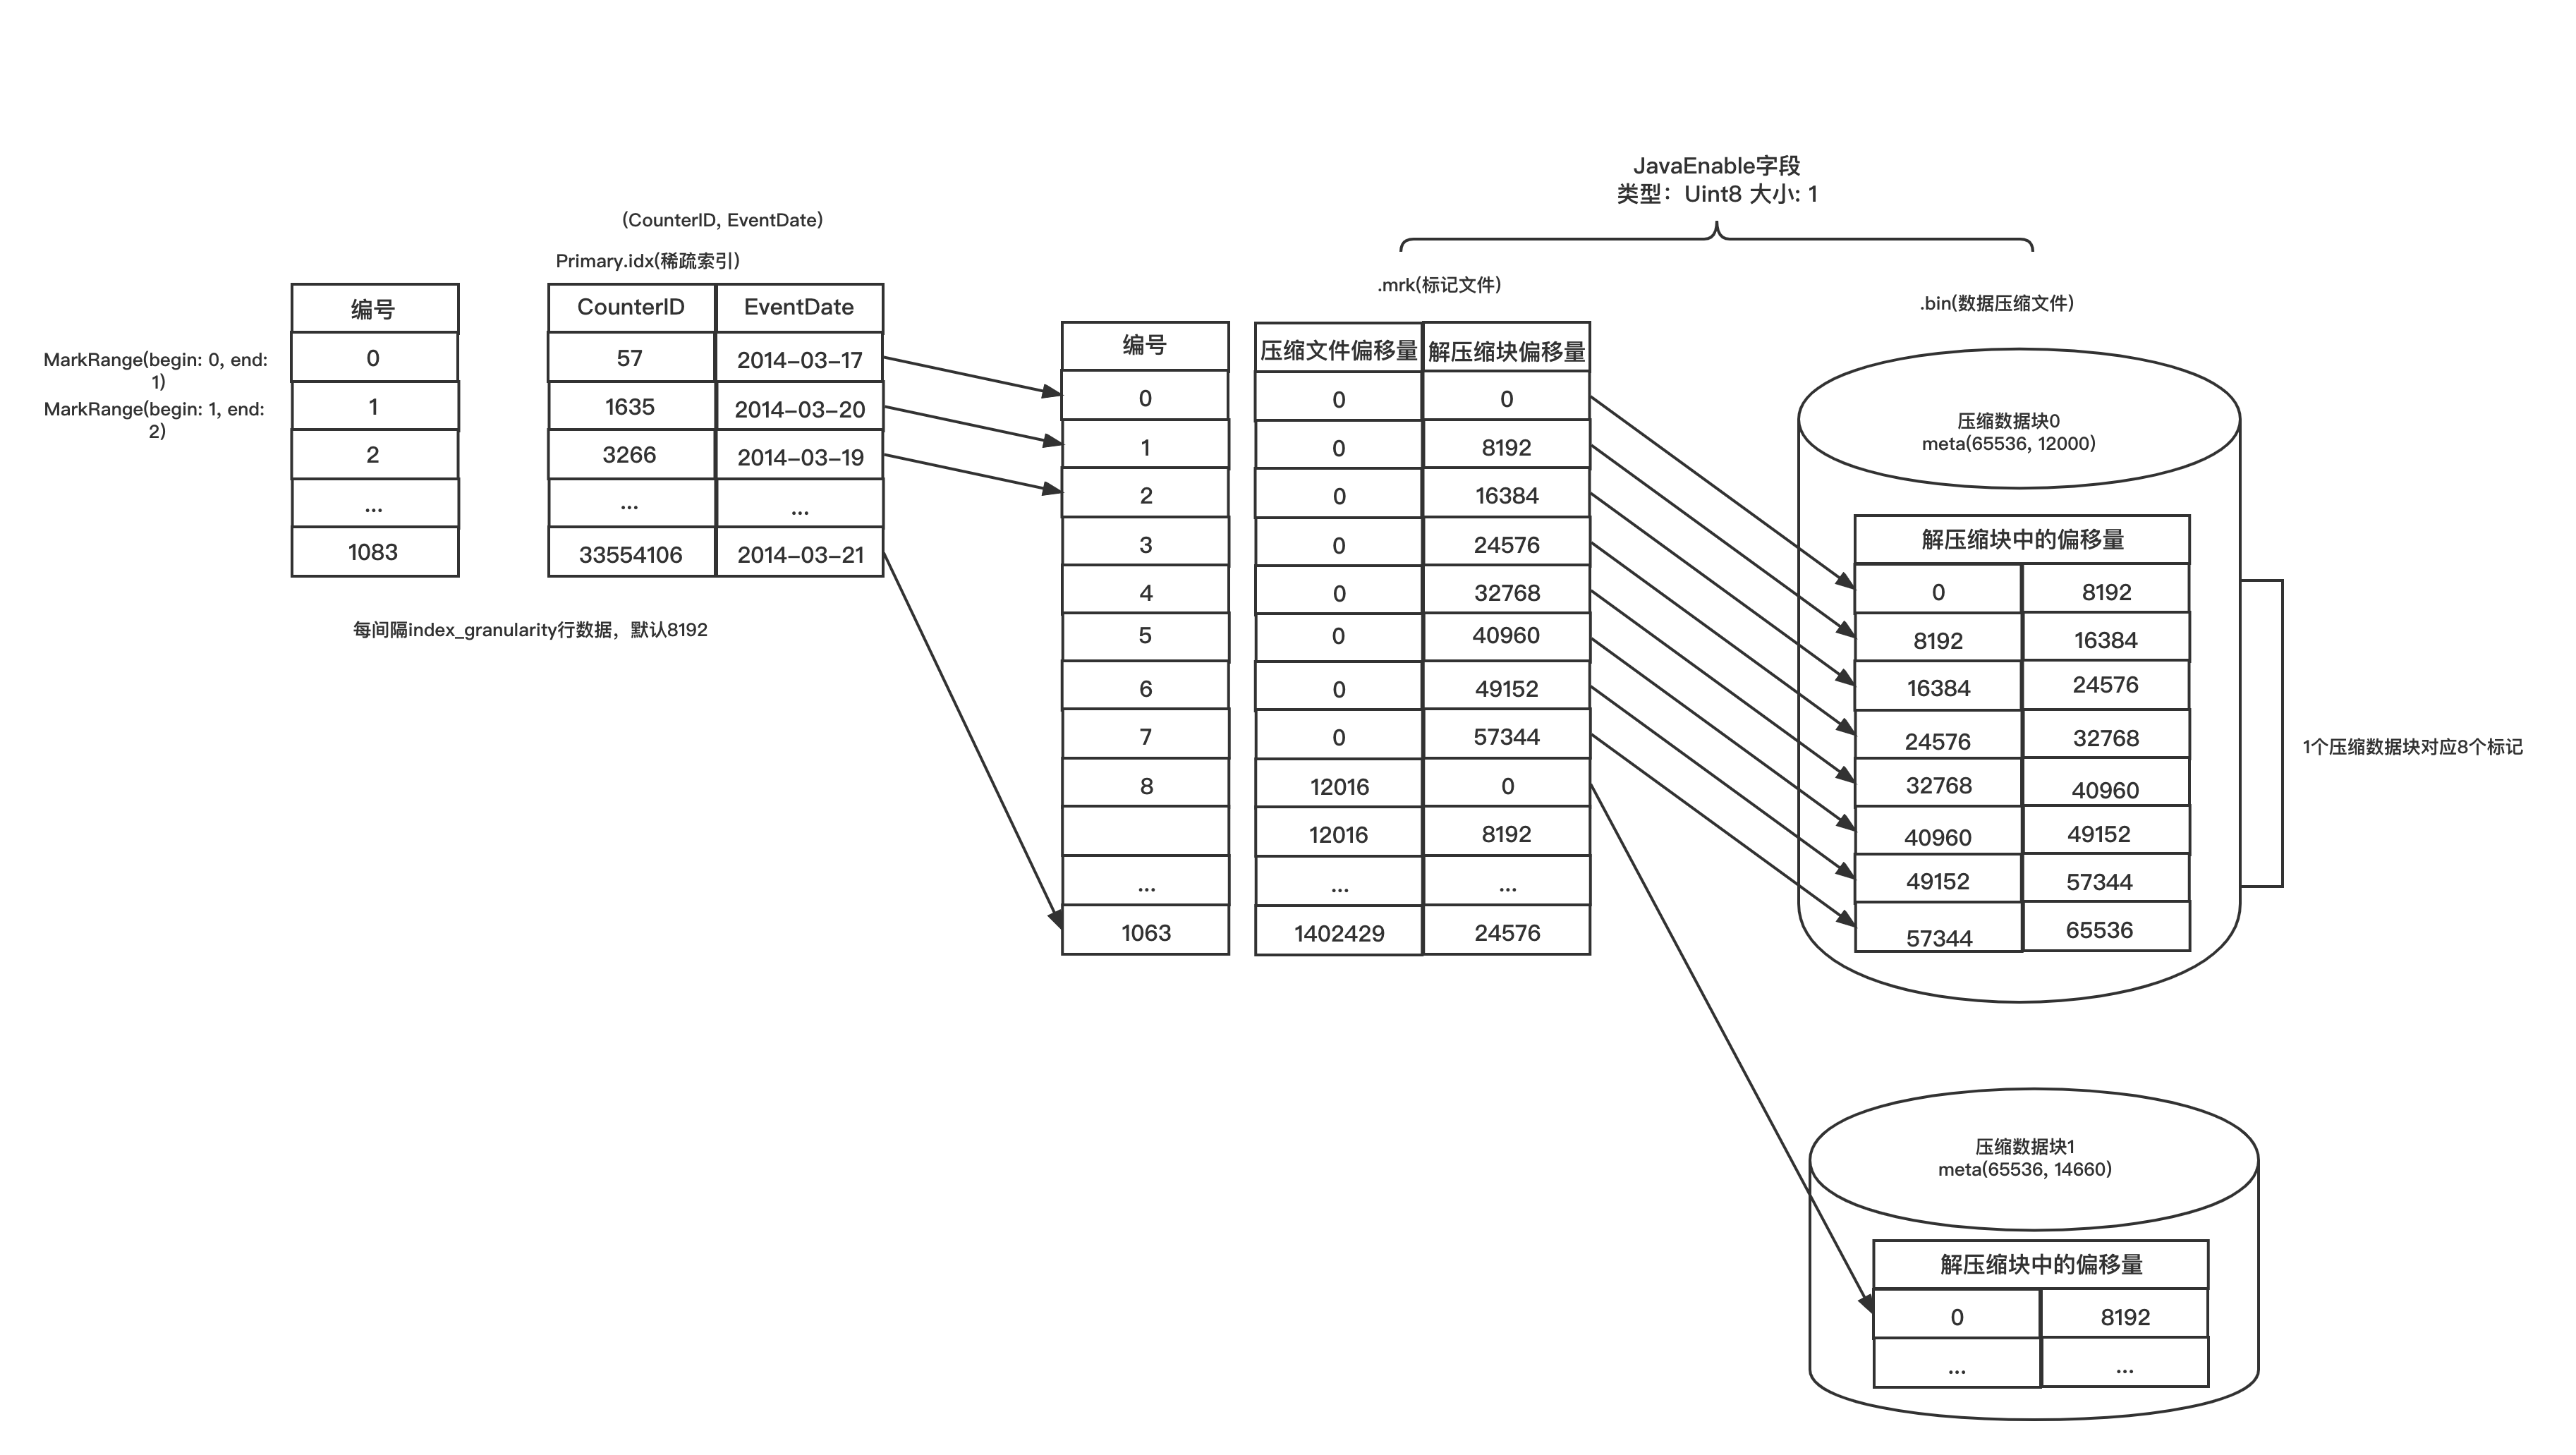 JavaEnable字段
类型：Uint8 大小: 1
(CounterID, EventDate)
Primary.idx(稀疏索引)
.mrk(标记文件)
.bin(数据压缩文件)
编号
0
1
2
...
1083
MarkRange(begin: 0, end:
1)
MarkRange(begin: 1, end:
2)
CounterID EventDate
57 2014-03-17
1635 2014-03-20
3266 2014-03-19
... ...
33554106 2014-03-21
每间隔index_granularity行数据，默认8192
编号 压缩文件偏移量 解压缩块偏移量
0 0 0
1 0 8192
2 0 16384
3 0 24576
4 0 32768
5 0 40960
6 0 49152
7 0 57344
8 12016 0
12016 8192
... ... ...
1063 1402429 24576
压缩数据块0
meta(65536, 12000)
解压缩块中的偏移量
0 8192
8192 16384
16384 24576
24576 32768
32768 40960
40960 49152
49152 57344
57344 65536
1个压缩数据块对应8个标记
压缩数据块1
meta(65536, 14660)
解压缩块中的偏移量
0 8192
... ...